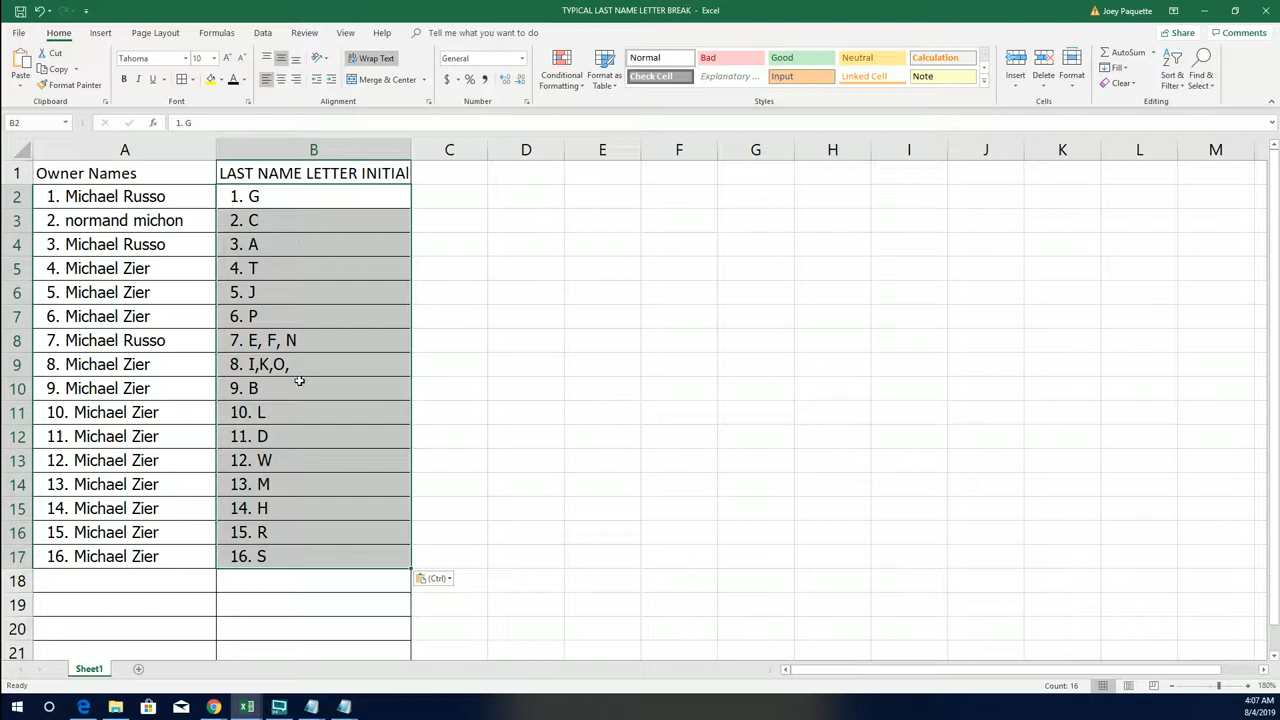 TYPICAL LAST NAME LETTER BREAK - Excel
Joey Paquette
File Home Insert Page Layout Formulas Data Review View Help Tell me what you want to do
Share Comments
Paste
Cut
Copy
Format Painter
Clipboard
Tahoma
B I U
Font
Wrap Text
Merge & Center
Alignment
General
$ % ,
Number
Conditional Formatting
Format as Table
Normal Bad Good Neutral Calculation
Check Cell Explanatory ... Input Linked Cell Note
Styles
Insert Delete Format
Cells
AutoSum
Fill
Clear
Sort & Filter
Find & Select
Editing
B2
fx
1. G
A B C D E F G H I J K L M
1 Owner Names LAST NAME LETTER INITIAL
2 1. Michael Russo 1. G
3 2. normand michon 2. C
4 3. Michael Russo 3. A
5 4. Michael Zier 4. T
6 5. Michael Zier 5. J
7 6. Michael Zier 6. P
8 7. Michael Russo 7. E, F, N
9 8. Michael Zier 8. I,K,O,
10 9. Michael Zier 9. B
11 10. Michael Zier 10. L
12 11. Michael Zier 11. D
13 12. Michael Zier 12. W
14 13. Michael Zier 13. M
15 14. Michael Zier 14. H
16 15. Michael Zier 15. R
17 16. Michael Zier 16. S
(Ctrl)
18
19
20
21
Sheet1
Ready
Count: 16
180%
4:07 AM
8/4/2019